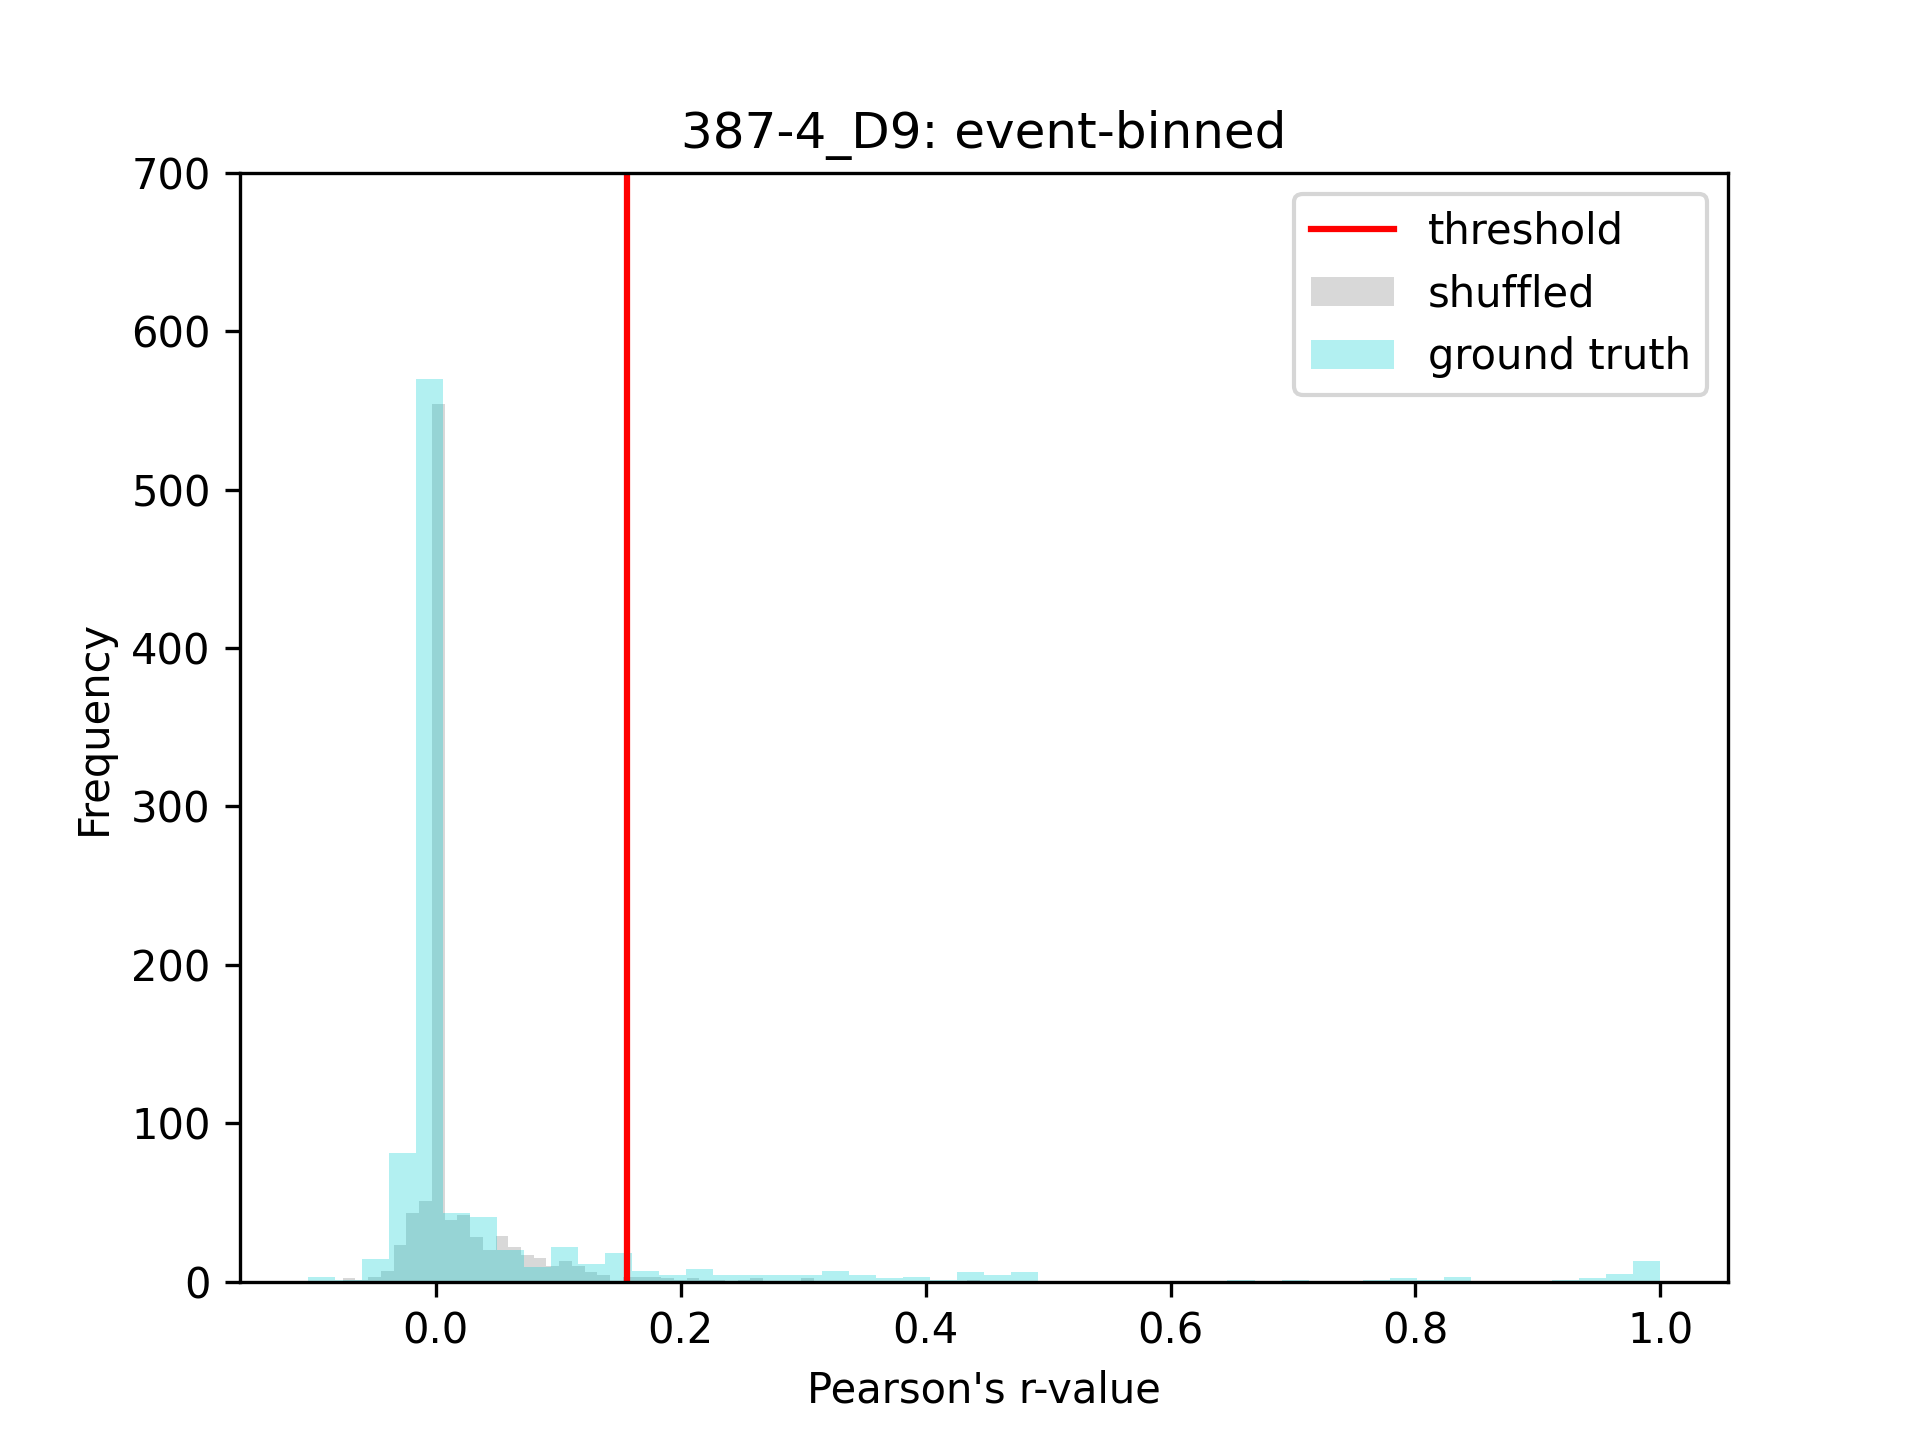 387-4_D9: event-binned
700
600
500
400
300
200
100
0
Frequency
threshold
shuffled
ground truth
0.0 0.2 0.4 0.6 0.8 1.0
Pearson's r-value